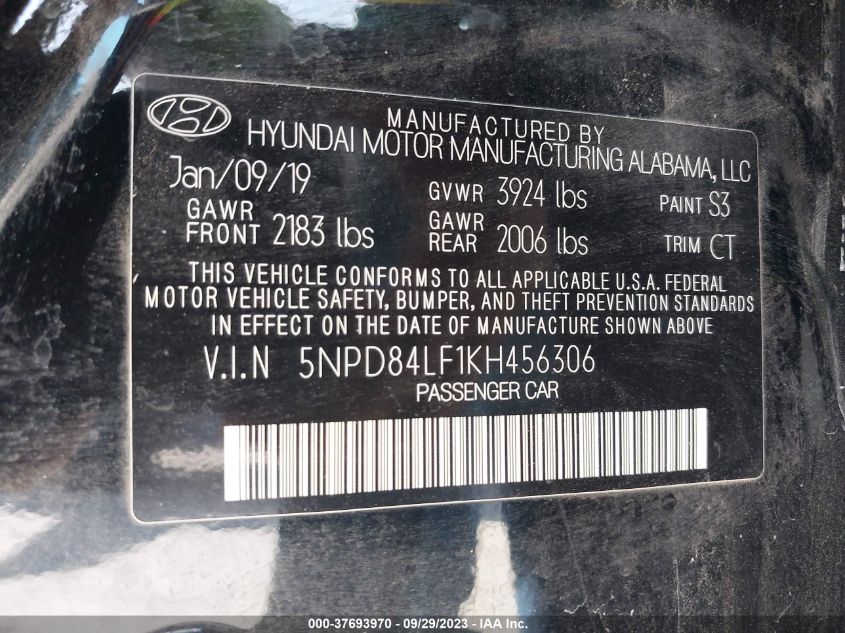 MANUFACTURED BY
HYUNDAI MOTOR MANUFACTURING ALABAMA, LLC
Jan/09/19 GVWR 3924 lbs PAINT S3
GAWR FRONT 2183 lbs GAWR REAR 2006 lbs TRIM CT
THIS VEHICLE CONFORMS TO ALL APPLICABLE U.S.A. FEDERAL
MOTOR VEHICLE SAFETY, BUMPER, AND THEFT PREVENTION STANDARDS
IN EFFECT ON THE DATE OF MANUFACTURE SHOWN ABOVE
V.I.N 5NPD84LF1KH456306
PASSENGER CAR
000-37693970 - 09/29/2023 - IAA Inc.